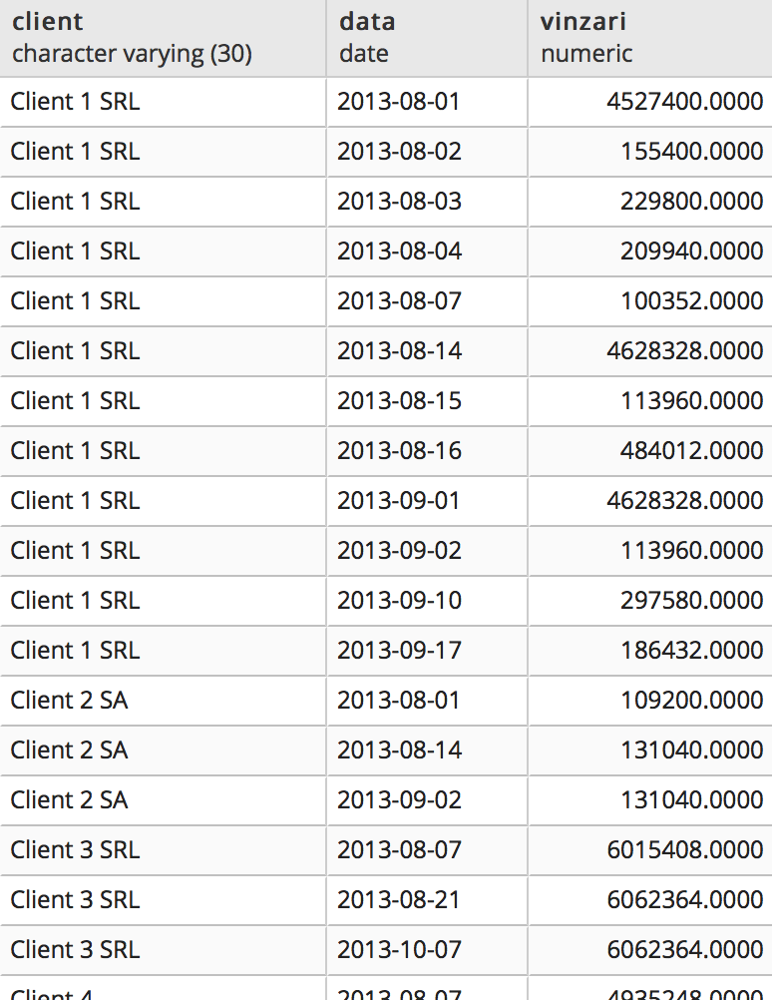 client data vinzari
character varying (30) date numeric
Client 1 SRL 2013-08-01 4527400.0000
Client 1 SRL 2013-08-02 155400.0000
Client 1 SRL 2013-08-03 229800.0000
Client 1 SRL 2013-08-04 209940.0000
Client 1 SRL 2013-08-07 100352.0000
Client 1 SRL 2013-08-14 4628328.0000
Client 1 SRL 2013-08-15 113960.0000
Client 1 SRL 2013-08-16 484012.0000
Client 1 SRL 2013-09-01 4628328.0000
Client 1 SRL 2013-09-02 113960.0000
Client 1 SRL 2013-09-10 297580.0000
Client 1 SRL 2013-09-17 186432.0000
Client 2 SA 2013-08-01 109200.0000
Client 2 SA 2013-08-14 131040.0000
Client 2 SA 2013-09-02 131040.0000
Client 3 SRL 2013-08-07 6015408.0000
Client 3 SRL 2013-08-21 6062364.0000
Client 3 SRL 2013-10-07 6062364.0000
Client 4 2013-08-07 4935248.0000